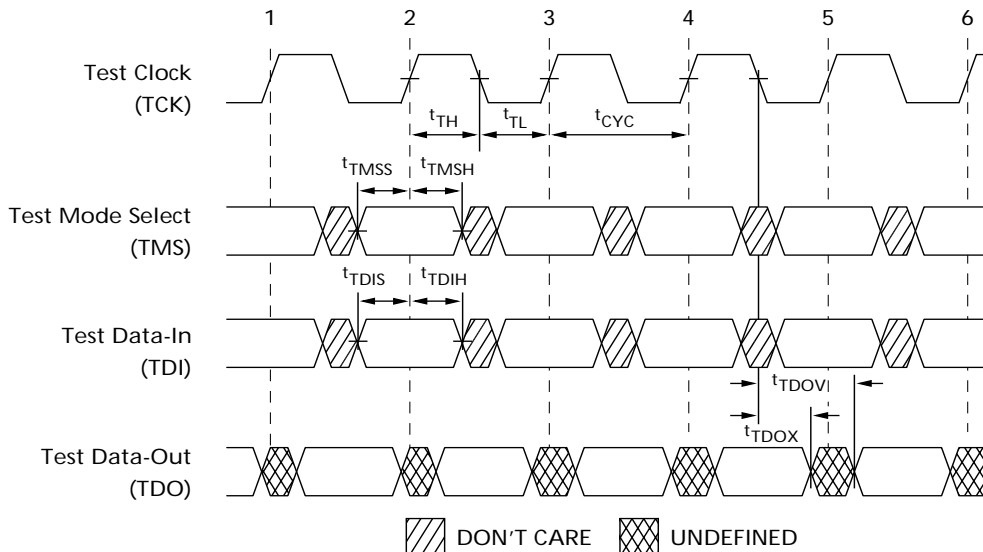 1 2 3 4 5 6
Test Clock
(TCK)
tTH tTL tCYC
tTMSS tTMSH
Test Mode Select
(TMS)
tTDIS tTDIH
Test Data-In
(TDI)
tTDOV
tTDOX
Test Data-Out
(TDO)
DON'T CARE UNDEFINED